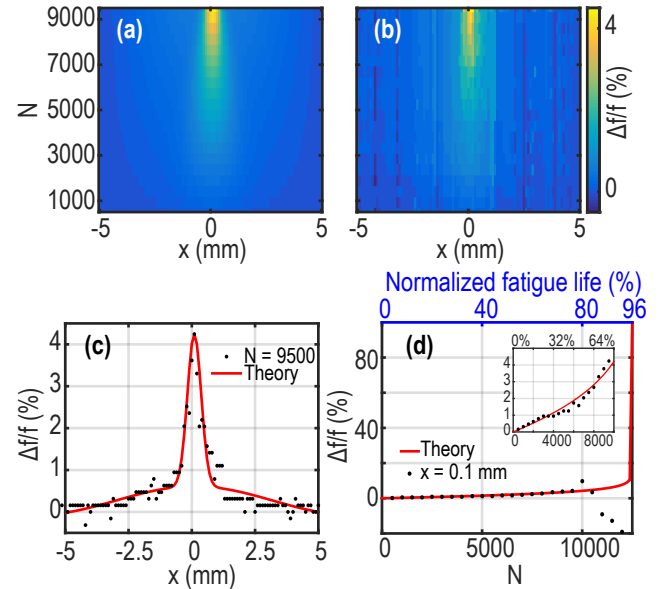 (a)
(b)
9000
7000
5000
3000
1000
N
-5
0
5
x (mm)
-5
0
5
x (mm)
4
0
Δf/f (%)
(c)
N = 9500
Theory
4
3
2
1
0
Δf/f (%)
-5
-2.5
0
2.5
5
x (mm)
Normalized fatigue life (%)
0
40
80
96
(d)
0%
32%
64%
4
3
2
1
0
0
4000
8000
Theory
x = 0.1 mm
80
60
40
20
0
Δf/f (%)
0
5000
10000
N